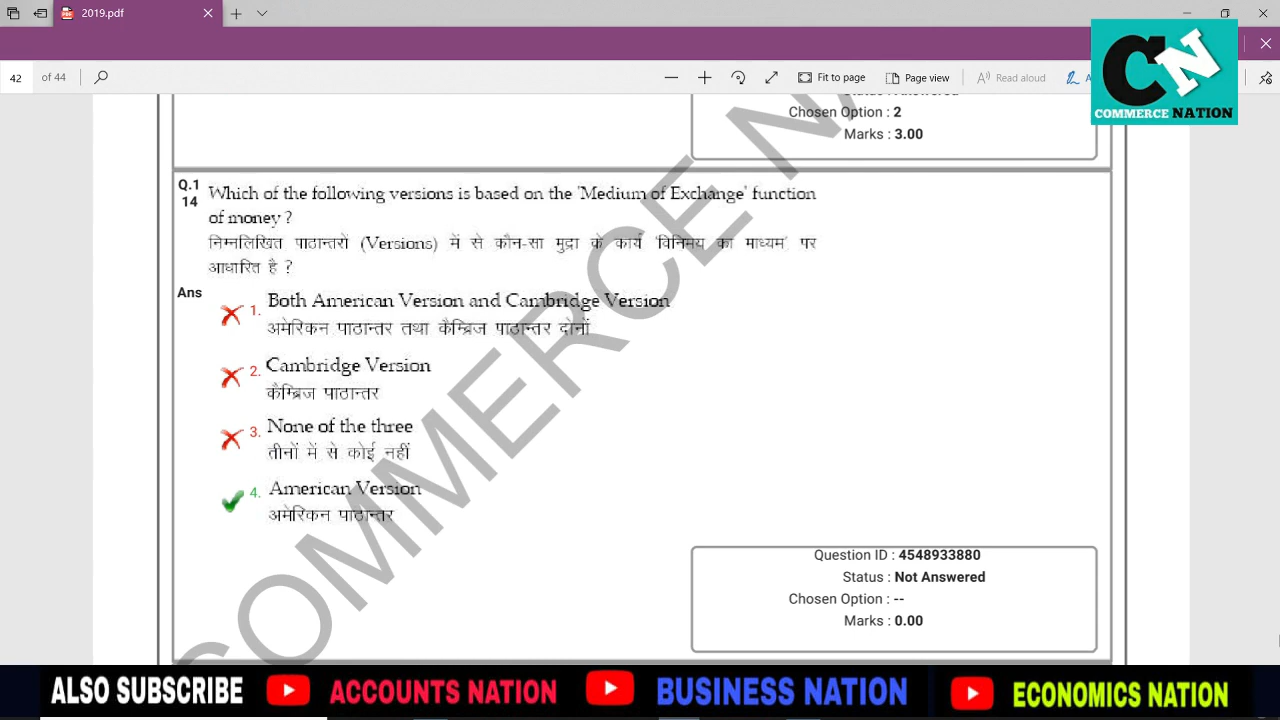 2019.pdf
42 of 44
Fit to page
Page view
Read aloud
CN
COMMERCE NATION
Chosen Option : 2
Marks : 3.00
Q.1
14
Which of the following versions is based on the 'Medium of Exchange' function
of money ?
निम्नलिखित पाठान्तरों (Versions) में से कौन-सा मुद्रा के कार्य 'विनिमय का माध्यम' पर
आधारित है ?
Ans
1. Both American Version and Cambridge Version
अमेरिकन पाठान्तर तथा कैम्ब्रिज पाठान्तर दोनों
2. Cambridge Version
कैम्ब्रिज पाठान्तर
3. None of the three
तीनों में से कोई नहीं
4. American Version
अमेरिकन पाठान्तर
COMMERCE NA
Question ID : 4548933880
Status : Not Answered
Chosen Option : --
Marks : 0.00
ALSO SUBSCRIBE ACCOUNTS NATION BUSINESS NATION ECONOMICS NATION